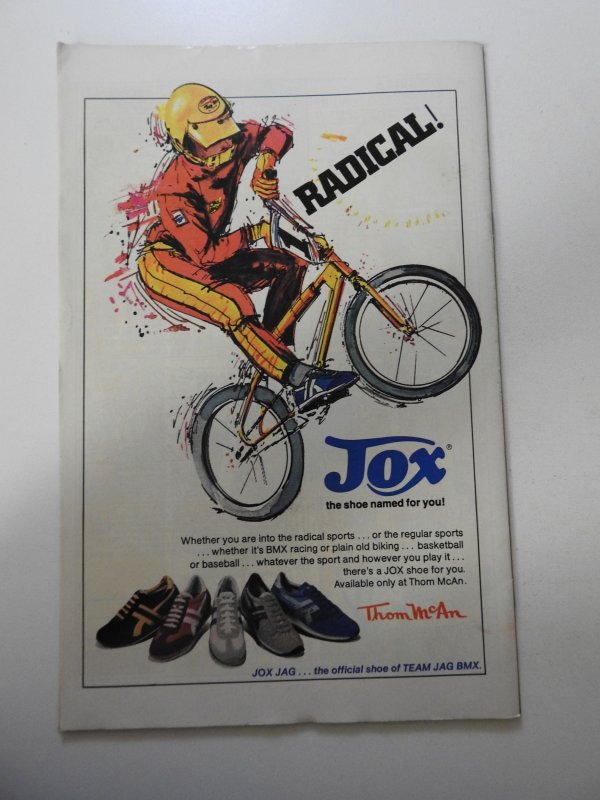 RADICAL!
1
Jox®
the shoe named for you!
Whether you are into the radical sports . . . or the regular sports
. . . whether it's BMX racing or plain old biking . . . basketball
or baseball . . . whatever the sport and however you play it . . .
there's a JOX shoe for you.
Available only at Thom McAn.
Thom McAn
JOX JAG . . . the official shoe of TEAM JAG BMX.